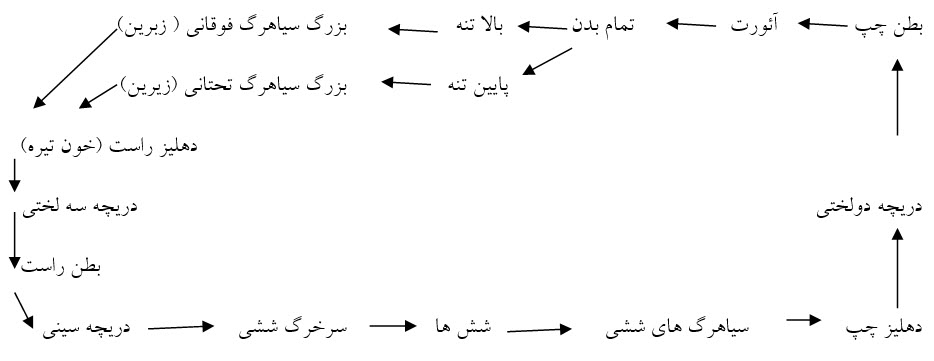 بطن چپ آئورت تمام بدن بالا تنه بزرگ سیاهرگ فوقانی ( زبرین)
پایین تنه بزرگ سیاهرگ تحتانی (زیرین)
دهلیز راست (خون تیره)
دریچه دولختی دریچه سه لختی
بطن راست
دریچه سینی سرخرگ ششی شش ها سیاهرگ های ششی دهلیز چپ